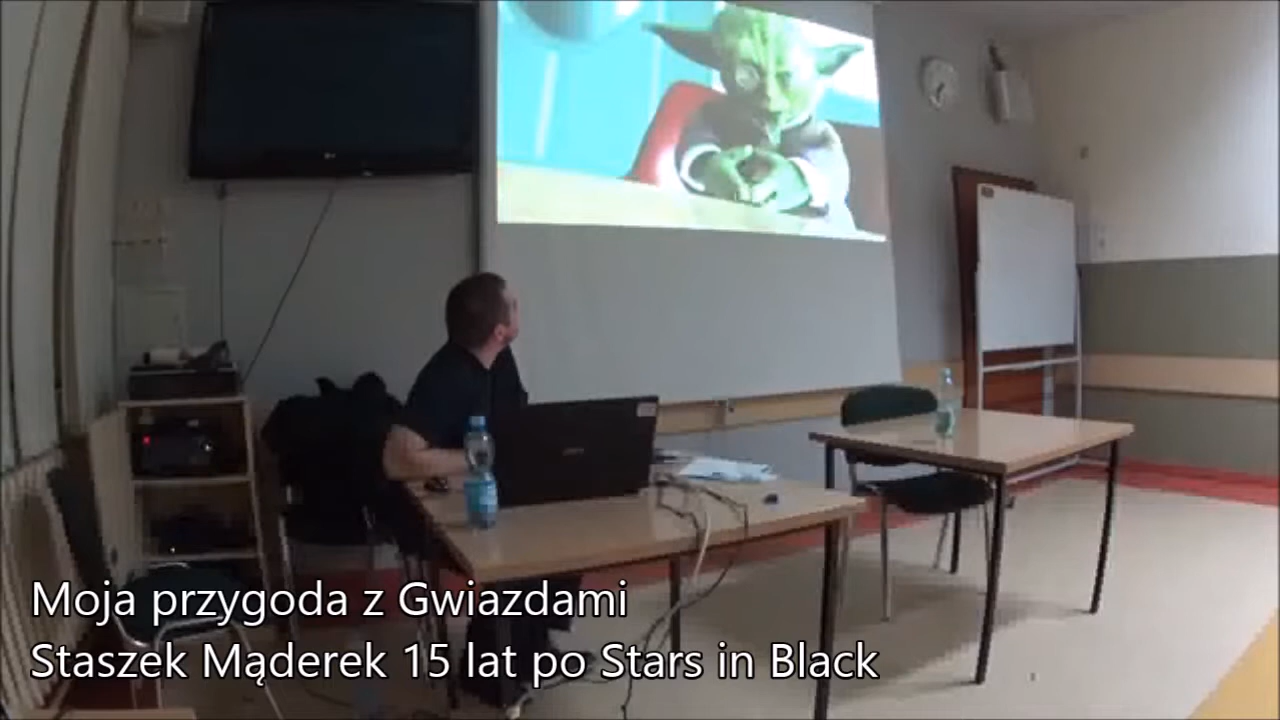 Moja przygoda z Gwiazdami
Staszek Mąderek 15 lat po Stars in Black